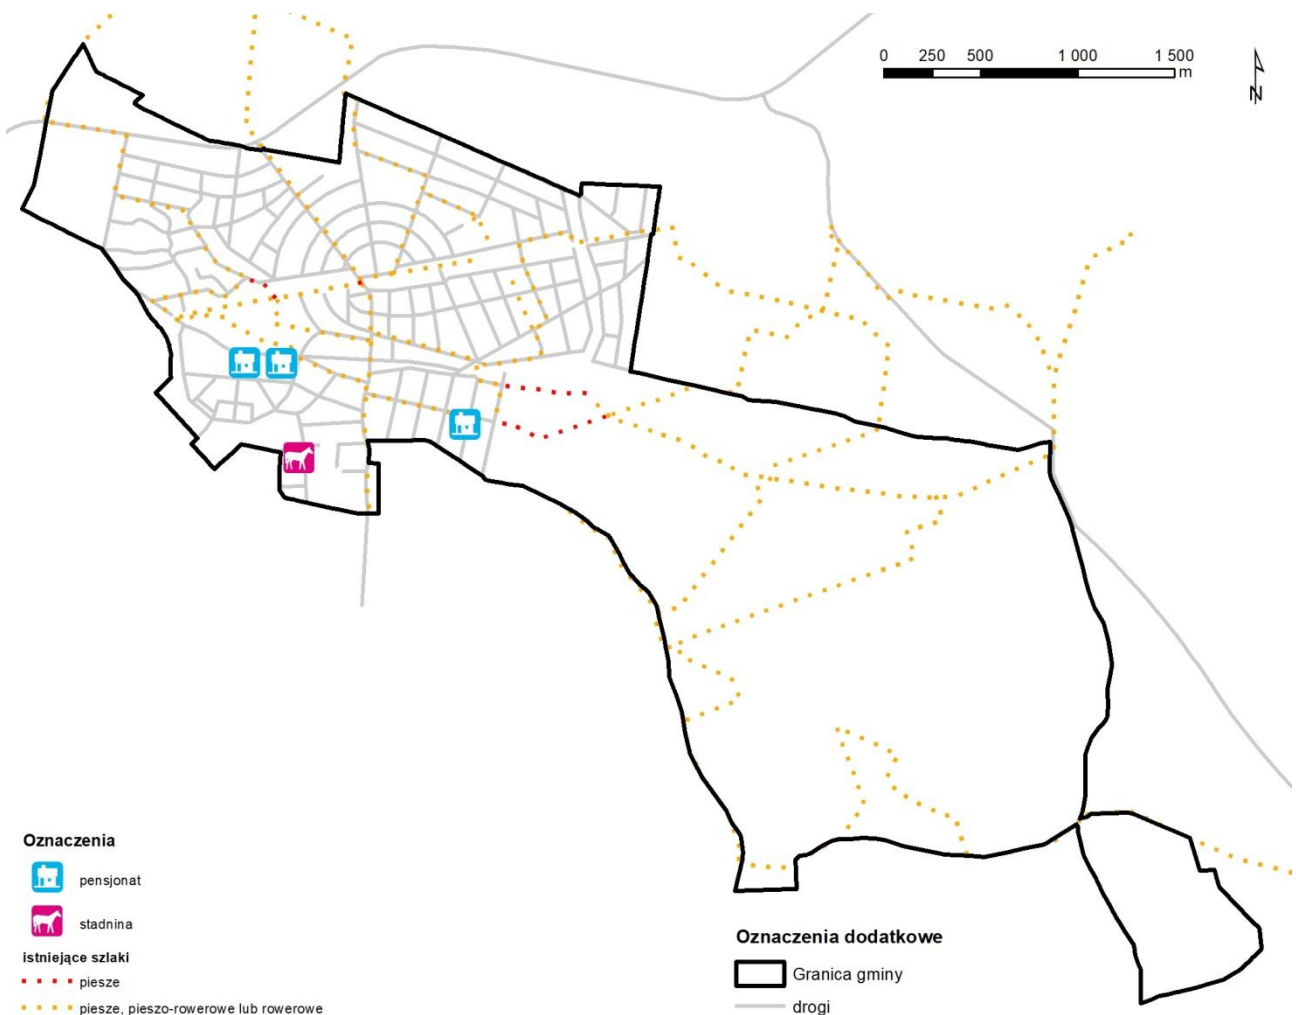 0 250 500 1 000 1 500
m
N
Oznaczenia
pensjonat
stadnina
istniejące szlaki
piesze
piesze, pieszo-rowerowe lub rowerowe
Oznaczenia dodatkowe
Granica gminy
drogi